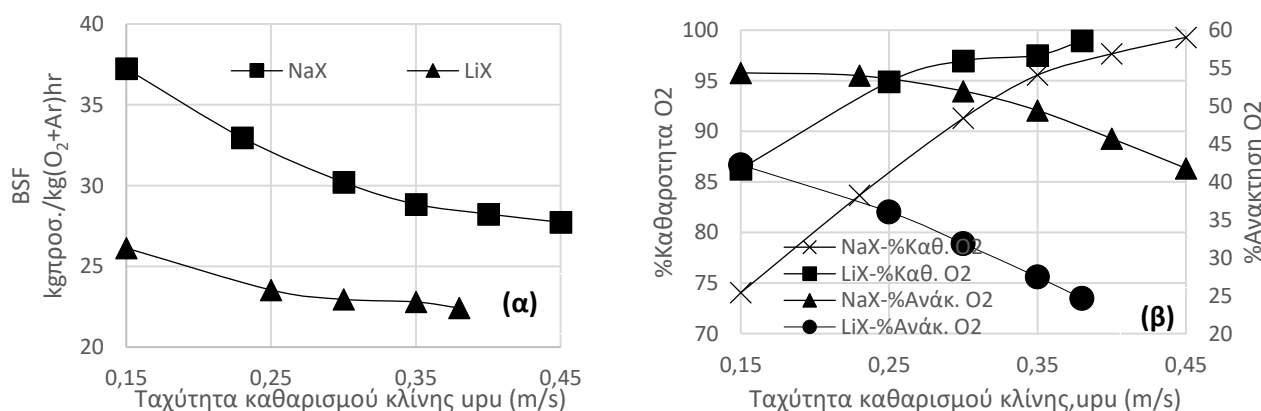 40
35
30
25
20
BSF
kgπροσ./kg(O₂+Ar)hr
NaX
LiX
(α)
0,15
0,25
0,35
0,45
Ταχύτητα καθαρισμού κλίνης upu (m/s)
100
95
90
85
80
75
70
%Καθαροτητα O2
60
55
50
45
40
35
30
25
20
%Ανακτηση O2
NaX-%Καθ. O2
LiX-%Καθ. O2
NaX-%Ανάκ. O2
LiX-%Ανάκ. O2
(β)
0,15
0,25
0,35
0,45
Ταχύτητα καθαρισμού κλίνης,upu (m/s)